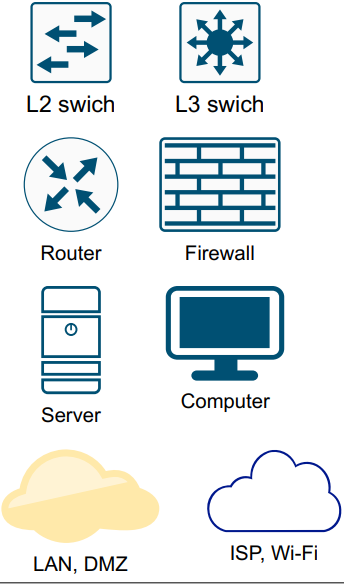 L2 swich
L3 swich
Router
Firewall
Server
Computer
LAN, DMZ
ISP, Wi-Fi